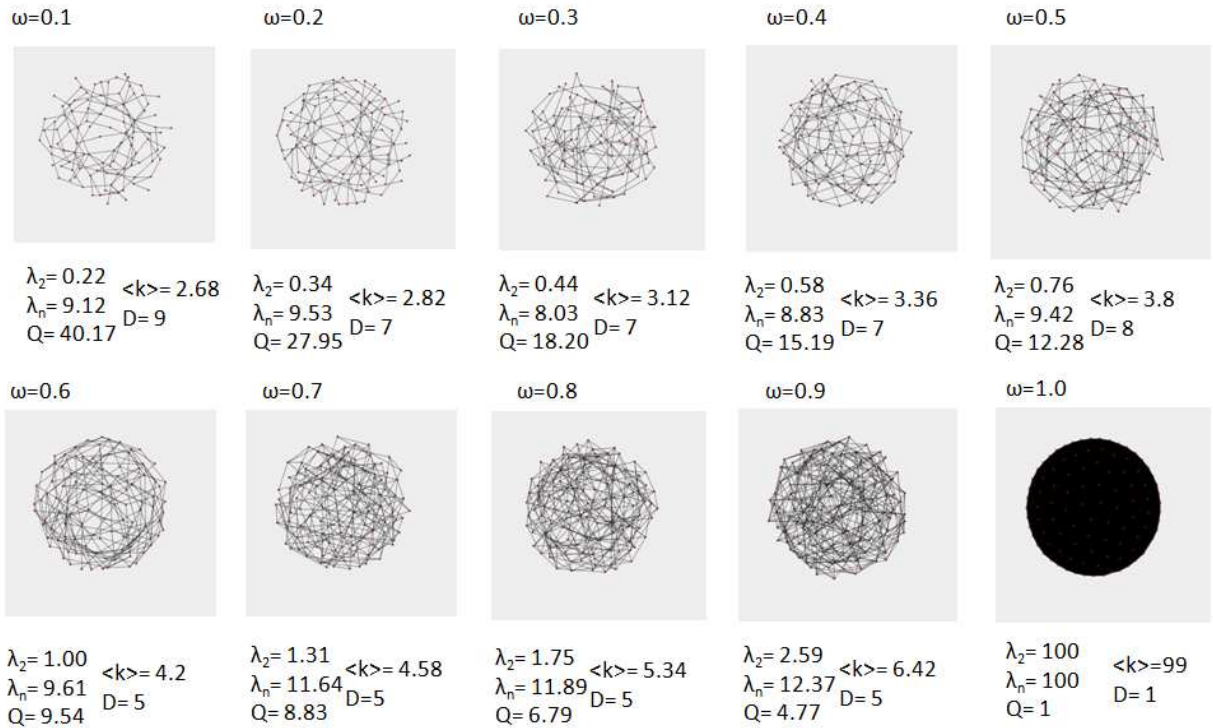 ω=0.1
ω=0.2
ω=0.3
ω=0.4
ω=0.5
λ2= 0.22
λn= 9.12
Q= 40.17
<k>= 2.68
D= 9
λ2= 0.34
λn= 9.53
Q= 27.95
<k>= 2.82
D= 7
λ2= 0.44
λn= 8.03
Q= 18.20
<k>= 3.12
D= 7
λ2= 0.58
λn= 8.83
Q= 15.19
<k>= 3.36
D= 7
λ2= 0.76
λn= 9.42
Q= 12.28
<k>= 3.8
D= 8
ω=0.6
ω=0.7
ω=0.8
ω=0.9
ω=1.0
λ2= 1.00
λn= 9.61
Q= 9.54
<k>= 4.2
D= 5
λ2= 1.31
λn= 11.64
Q= 8.83
<k>= 4.58
D=5
λ2= 1.75
λn= 11.89
Q= 6.79
<k>= 5.34
D= 5
λ2= 2.59
λn= 12.37
Q= 4.77
<k>= 6.42
D= 5
λ2= 100
λn= 100
Q= 1
<k>=99
D= 1